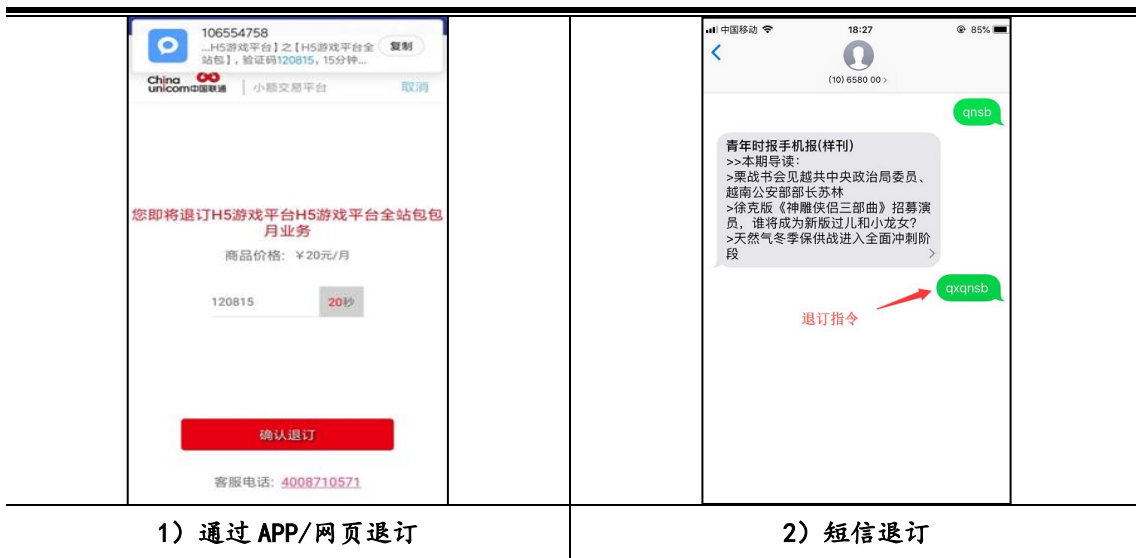 106554758
…H5游戏平台】之【H5游戏平台全
站包】，验证码120815，15分钟…
复制
China
unicom中国联通
小额交易平台
取消
您即将退订H5游戏平台H5游戏平台全站包包
月业务
商品价格: ￥20元/月
120815
20秒
确认退订
客服电话: 4008710571
1）通过 APP/网页退订
中国移动
18:27
85%
(10) 6580 00 >
qnsb
青年时报手机报(样刊)
>>本期导读:
>栗战书会见越共中央政治局委员、
越南公安部部长苏林
>徐克版《神雕侠侣三部曲》招募演
员，谁将成为新版过儿和小龙女?
>天然气冬季保供战进入全面冲刺阶
段
qxqnsb
退订指令
2）短信退订